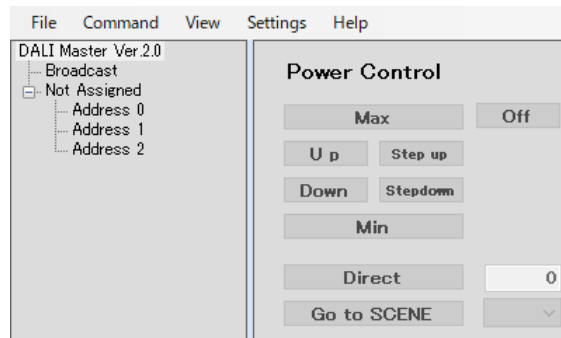 File Command View Settings Help
DALI Master Ver.2.0
Broadcast
Not Assigned
Address 0
Address 1
Address 2
Power Control
Max Off
Up Step up
Down Stepdown
Min
Direct 0
Go to SCENE